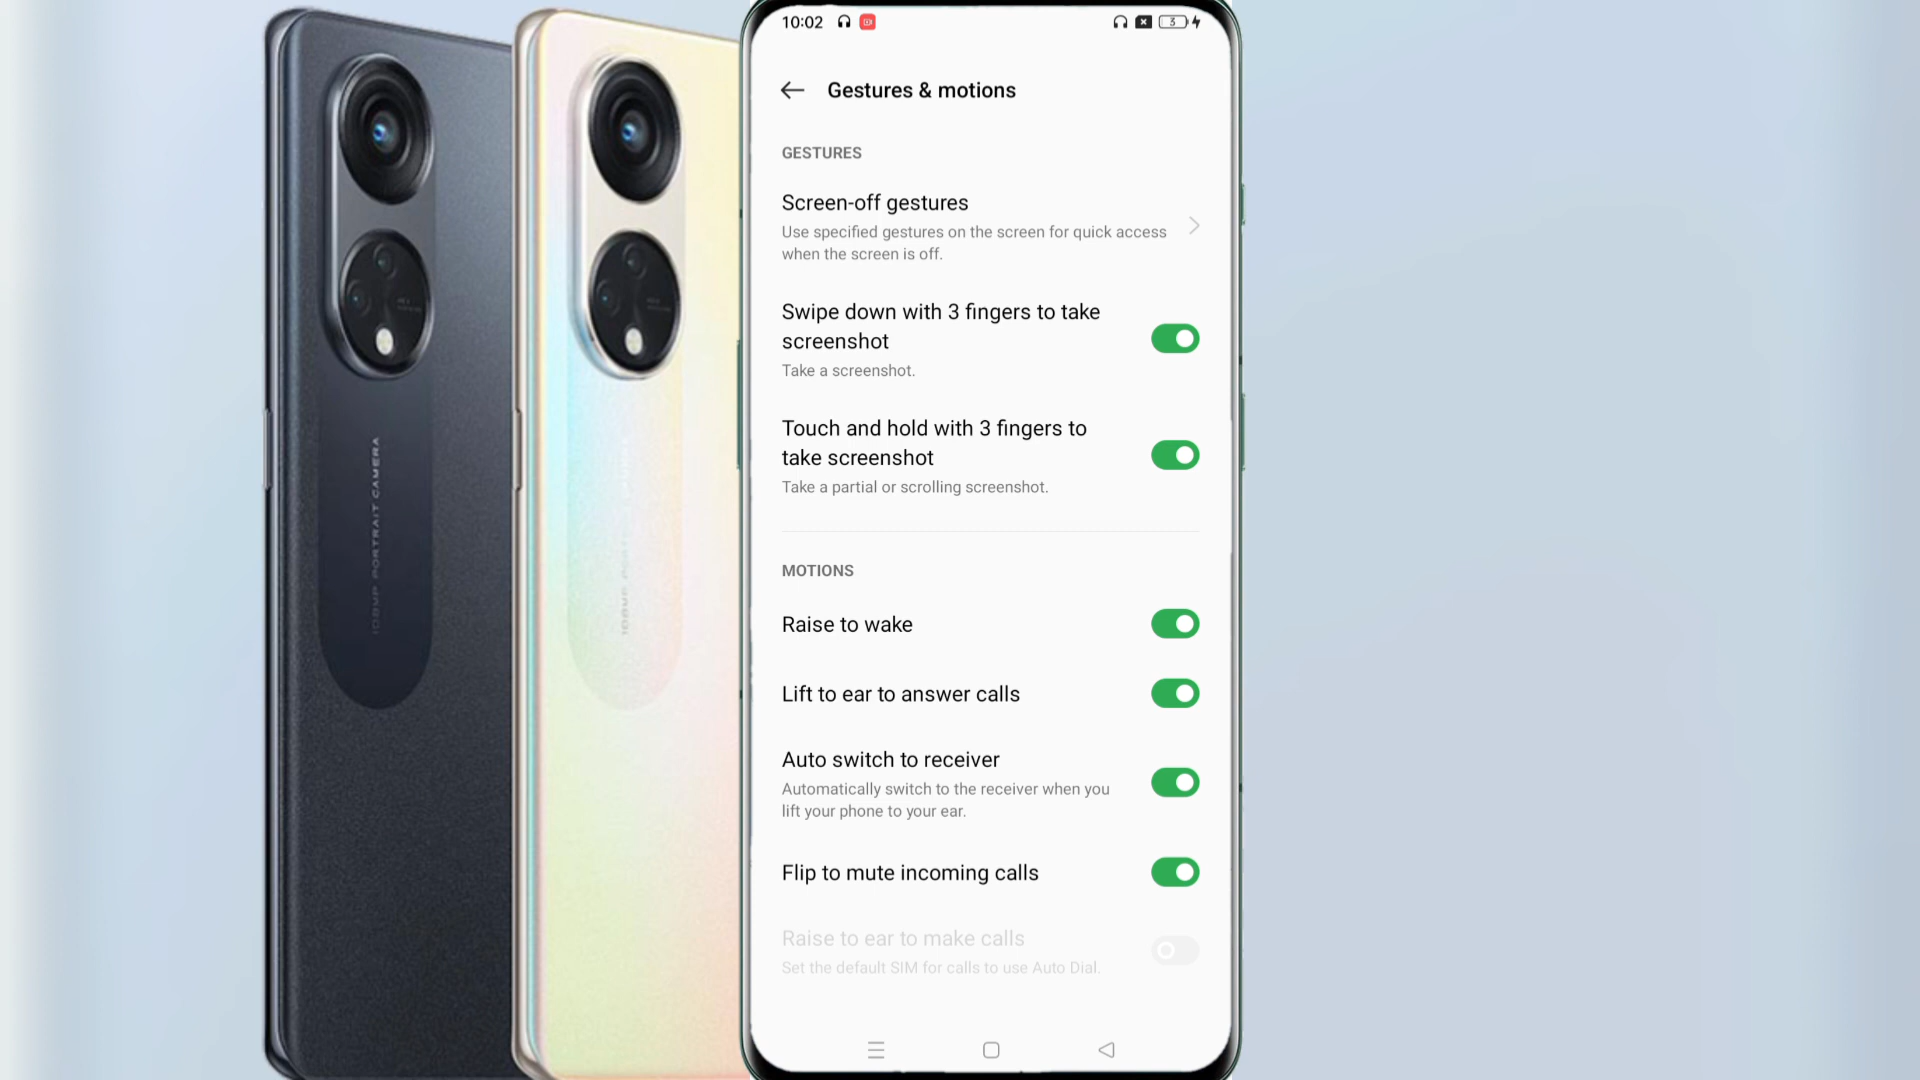 10:02
3
Gestures & motions
GESTURES
Screen-off gestures
Use specified gestures on the screen for quick access
when the screen is off.
Swipe down with 3 fingers to take
screenshot
Take a screenshot.
Touch and hold with 3 fingers to
take screenshot
Take a partial or scrolling screenshot.
MOTIONS
Raise to wake
Lift to ear to answer calls
Auto switch to receiver
Automatically switch to the receiver when you
lift your phone to your ear.
Flip to mute incoming calls
Raise to ear to make calls
Set the default SIM for calls to use Auto Dial.
108MP PORTRAIT CAMERA